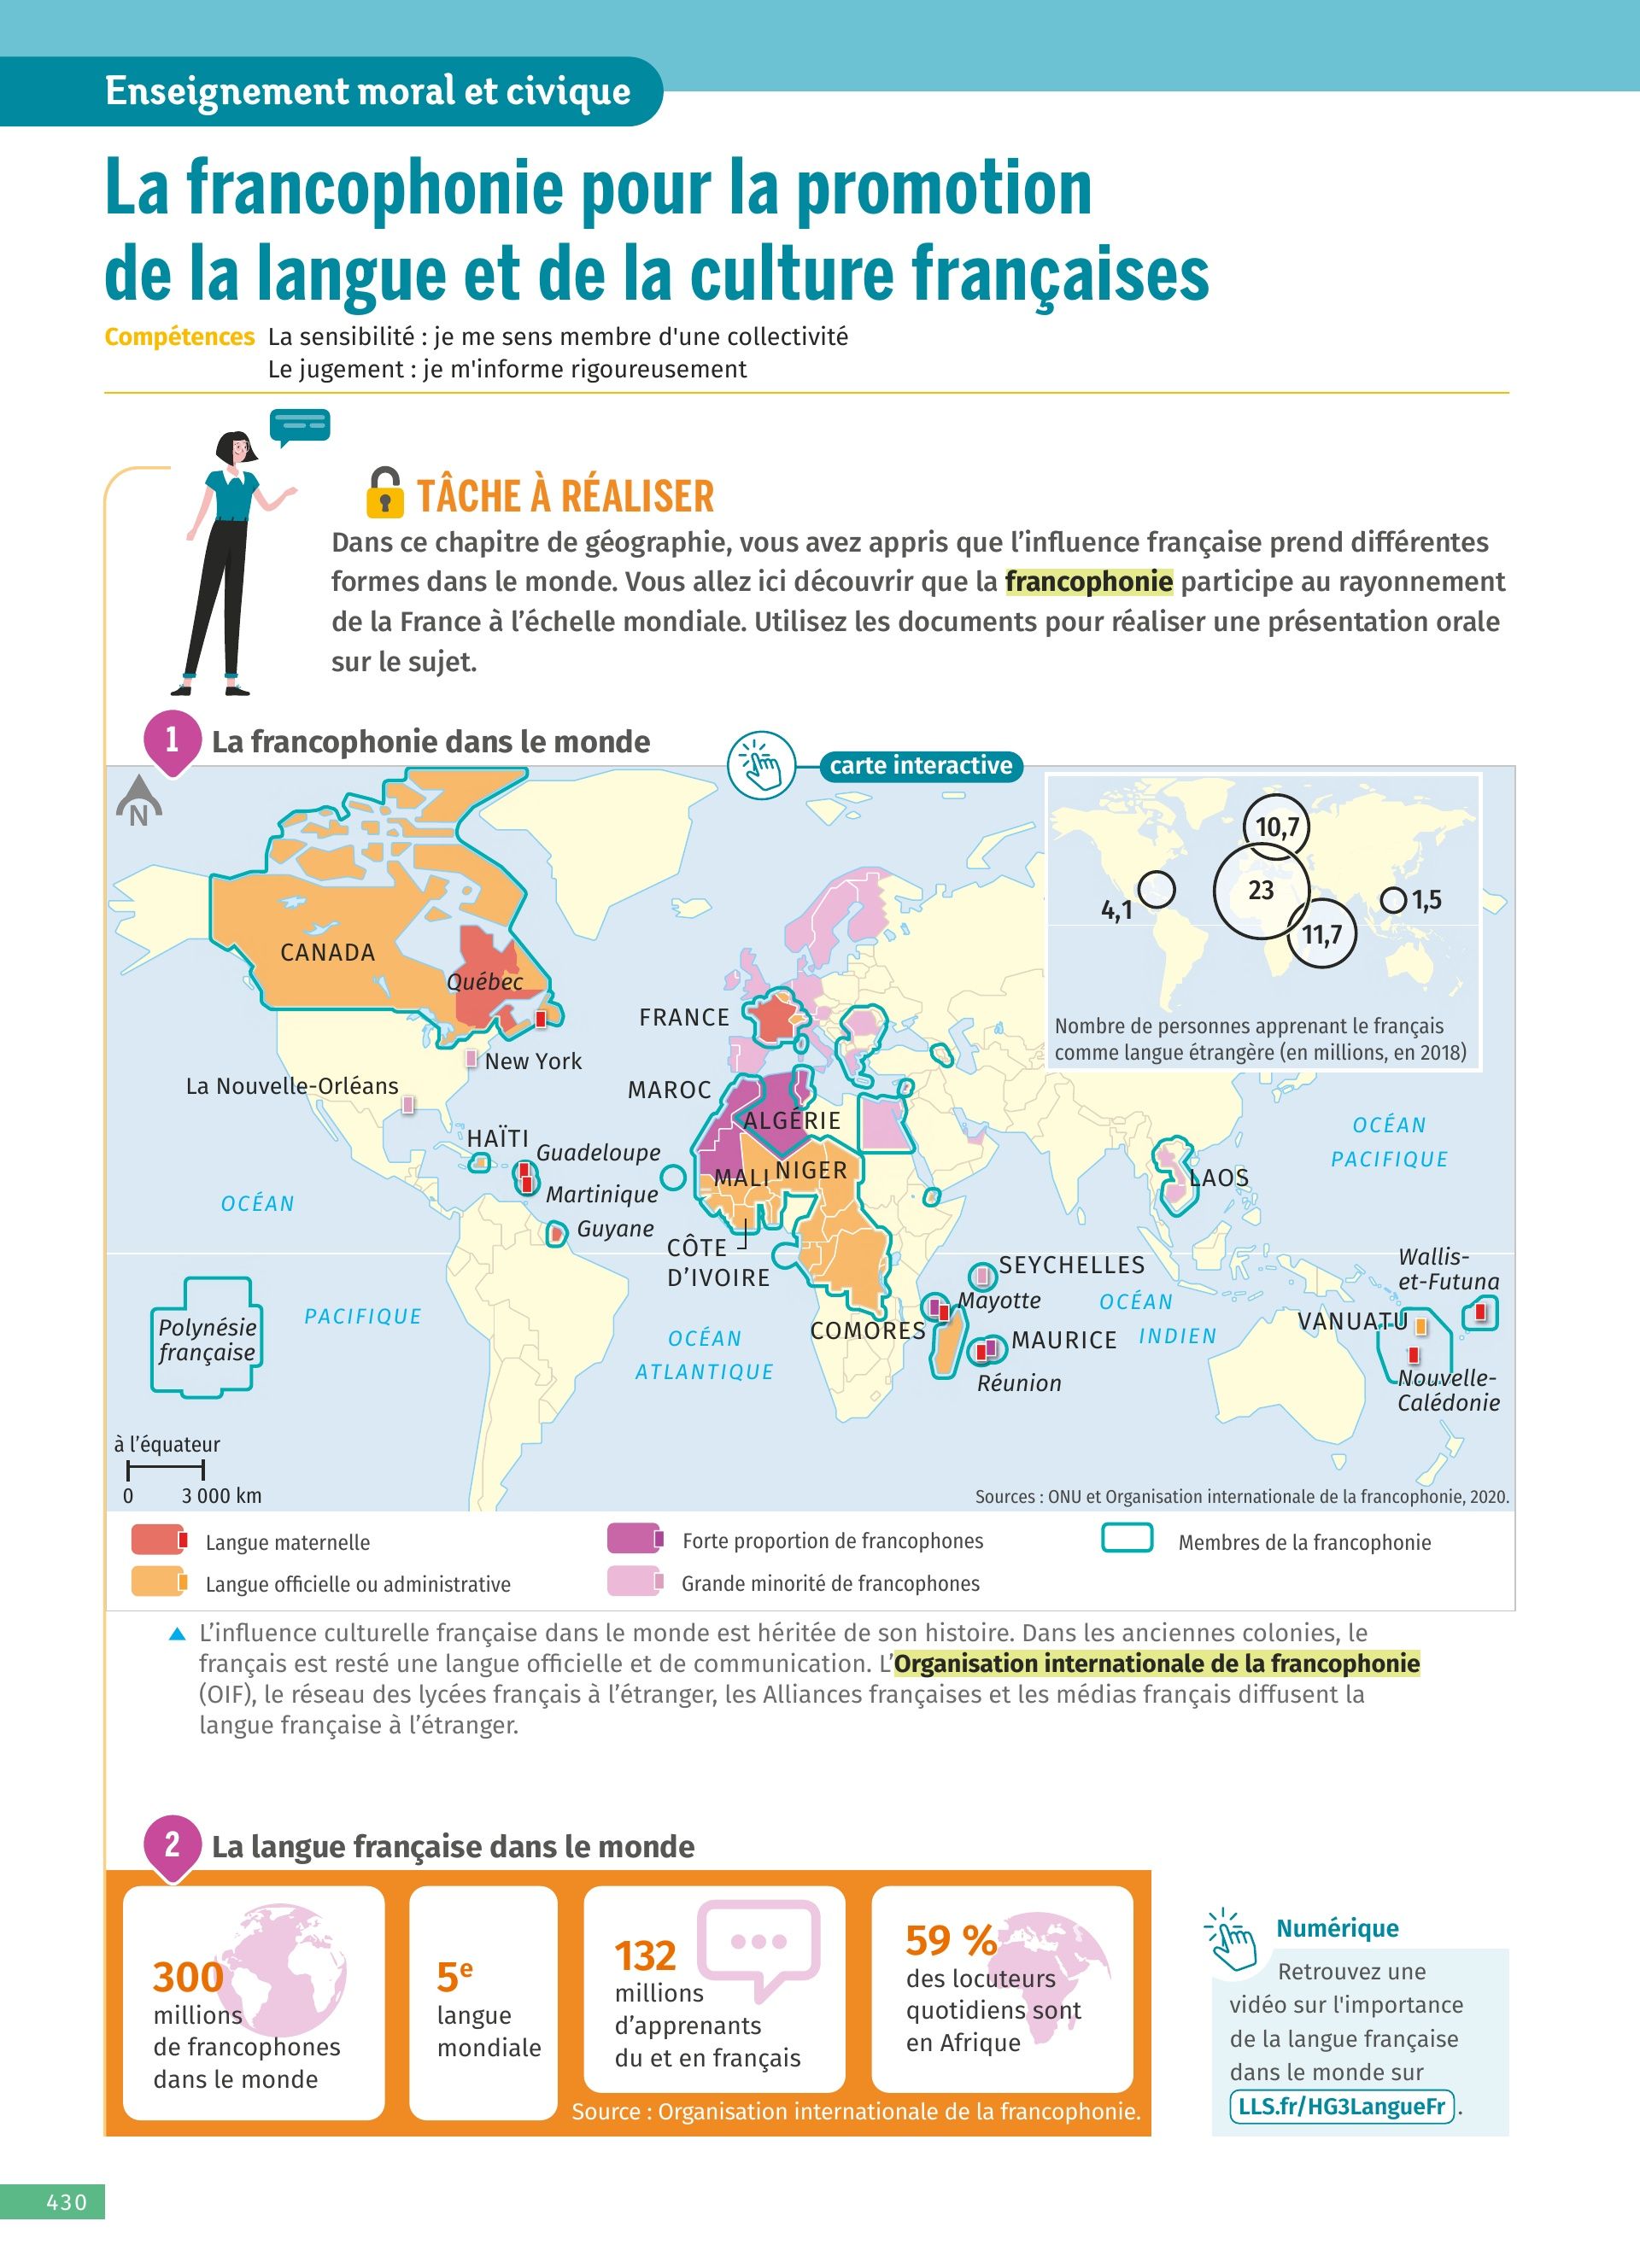 Enseignement moral et civique
La francophonie pour la promotion
de la langue et de la culture françaises
Compétences La sensibilité : je me sens membre d'une collectivité
Le jugement : je m'informe rigoureusement
TÂCHE À RÉALISER
Dans ce chapitre de géographie, vous avez appris que l’influence française prend différentes
formes dans le monde. Vous allez ici découvrir que la francophonie participe au rayonnement
de la France à l’échelle mondiale. Utilisez les documents pour réaliser une présentation orale
sur le sujet.
1 La francophonie dans le monde
carte interactive
N
10,7
23
4,1
1,5
11,7
Nombre de personnes apprenant le français
comme langue étrangère (en millions, en 2018)
CANADA
Québec
FRANCE
New York
La Nouvelle-Orléans
MAROC
ALGÉRIE
HAÏTI
Guadeloupe
Martinique
Guyane
MALI
NIGER
CÔTE
D’IVOIRE
LAOS
OCÉAN
PACIFIQUE
OCÉAN
PACIFIQUE
SEYCHELLES
Mayotte
COMORES
MAURICE
Réunion
OCÉAN
INDIEN
OCÉAN
ATLANTIQUE
Wallis-
et-Futuna
VANUATU
Nouvelle-
Calédonie
Polynésie
française
à l’équateur
0 3 000 km
Sources : ONU et Organisation internationale de la francophonie, 2020.
Langue maternelle
Forte proportion de francophones
Membres de la francophonie
Langue officielle ou administrative
Grande minorité de francophones
L’influence culturelle française dans le monde est héritée de son histoire. Dans les anciennes colonies, le
français est resté une langue officielle et de communication. L’Organisation internationale de la francophonie
(OIF), le réseau des lycées français à l’étranger, les Alliances françaises et les médias français diffusent la
langue française à l’étranger.
2 La langue française dans le monde
300
millions
de francophones
dans le monde
5e
langue
mondiale
132
millions
d’apprenants
du et en français
59 %
des locuteurs
quotidiens sont
en Afrique
Source : Organisation internationale de la francophonie.
Numérique
Retrouvez une
vidéo sur l'importance
de la langue française
dans le monde sur
LLS.fr/HG3LangueFr .
430